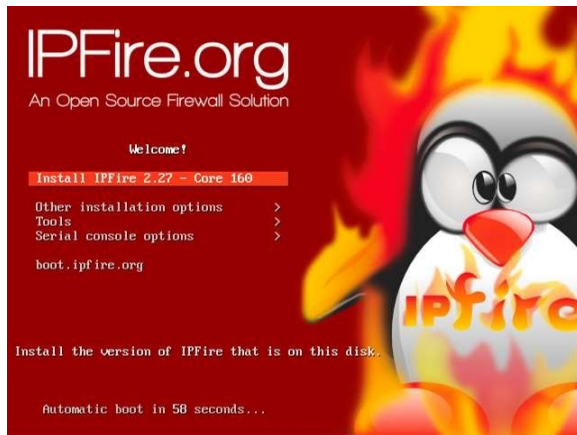 IPFire.org
An Open Source Firewall Solution
Welcome!
Install IPFire 2.27 - Core 160
Other installation options >
Tools >
Serial console options >
boot.ipfire.org
IPfire
Install the version of IPFire that is on this disk.
Automatic boot in 58 seconds...